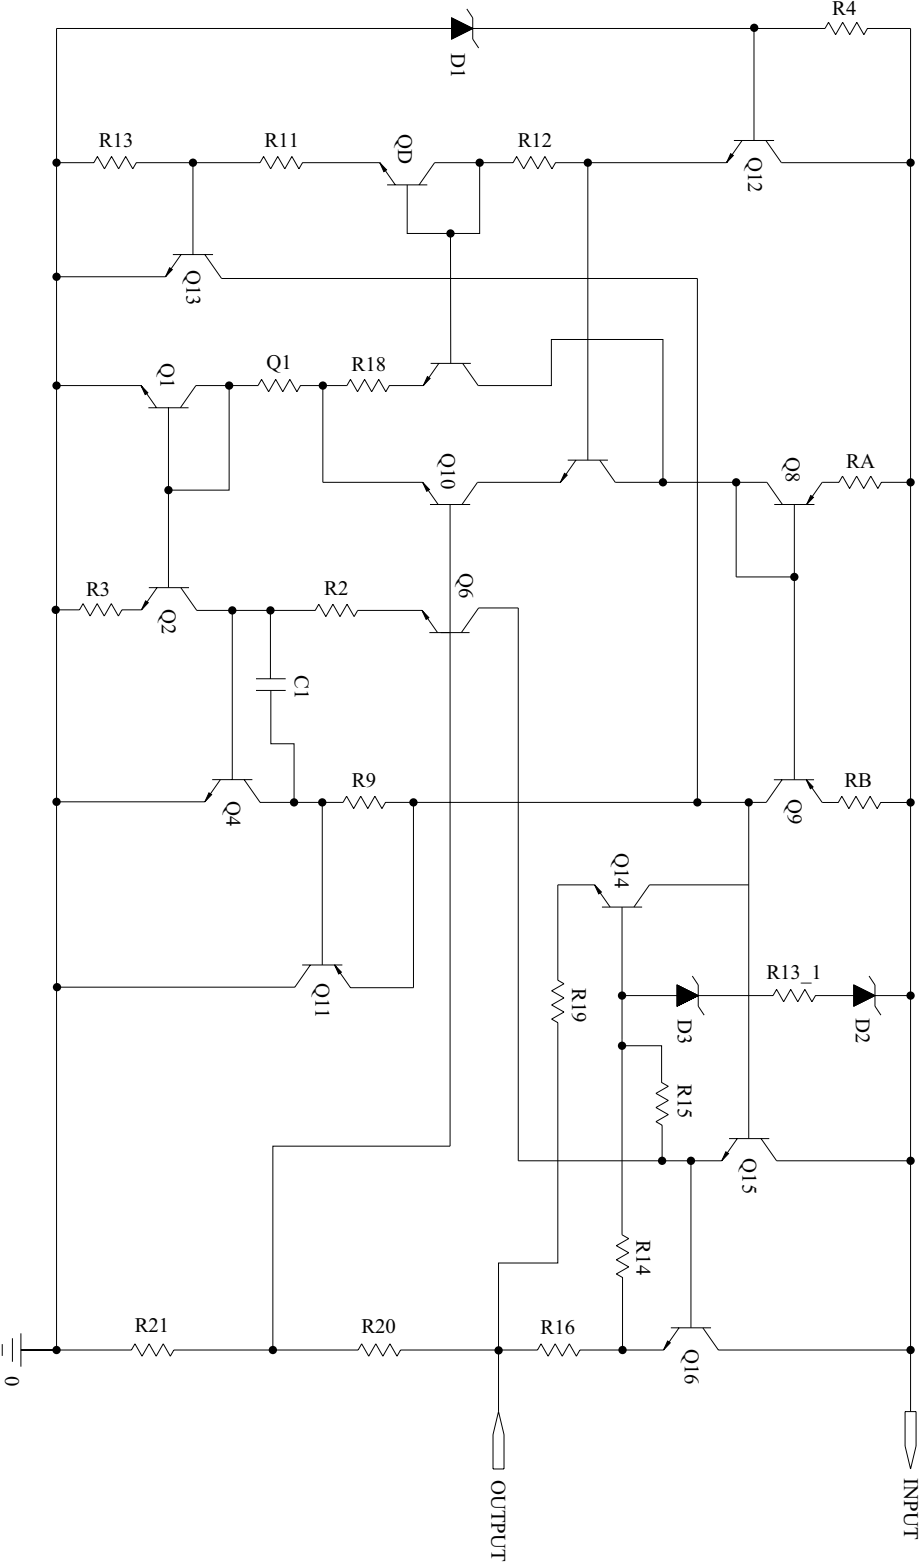 R4
D1
R13
R11
QD
R12
Q12
Q13
Q1
Q1
R18
Q10
Q8
RA
R3
Q2
R2
Q6
C1
Q4
R9
Q9
RB
Q14
Q11
R19
D3
R13_1
D2
R15
Q15
R14
R21
R20
R16
Q16
0
OUTPUT
INPUT